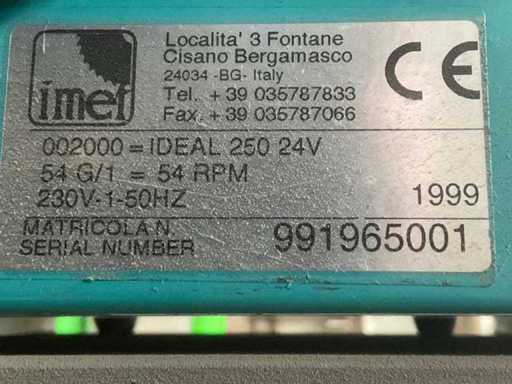 imet
Localita' 3 Fontane
Cisano Bergamasco
24034 -BG- Italy
Tel. +39 035787833
Fax. +39 035787066
CE
002000 = IDEAL 250 24V
54 G/1 = 54 RPM
230V-1-50HZ
1999
MATRICOLA N.
SERIAL NUMBER
991965001